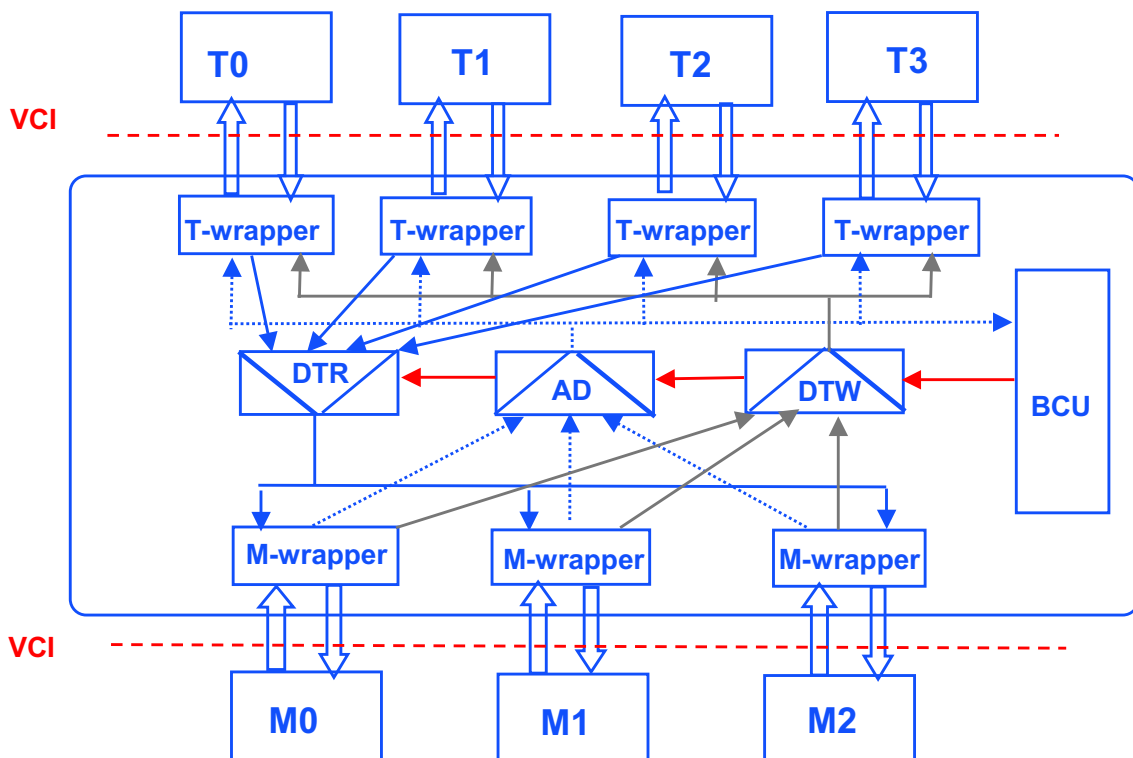 T0
T1
T2
T3
VCI
T-wrapper
T-wrapper
T-wrapper
T-wrapper
DTR
AD
DTW
BCU
M-wrapper
M-wrapper
M-wrapper
VCI
M0
M1
M2